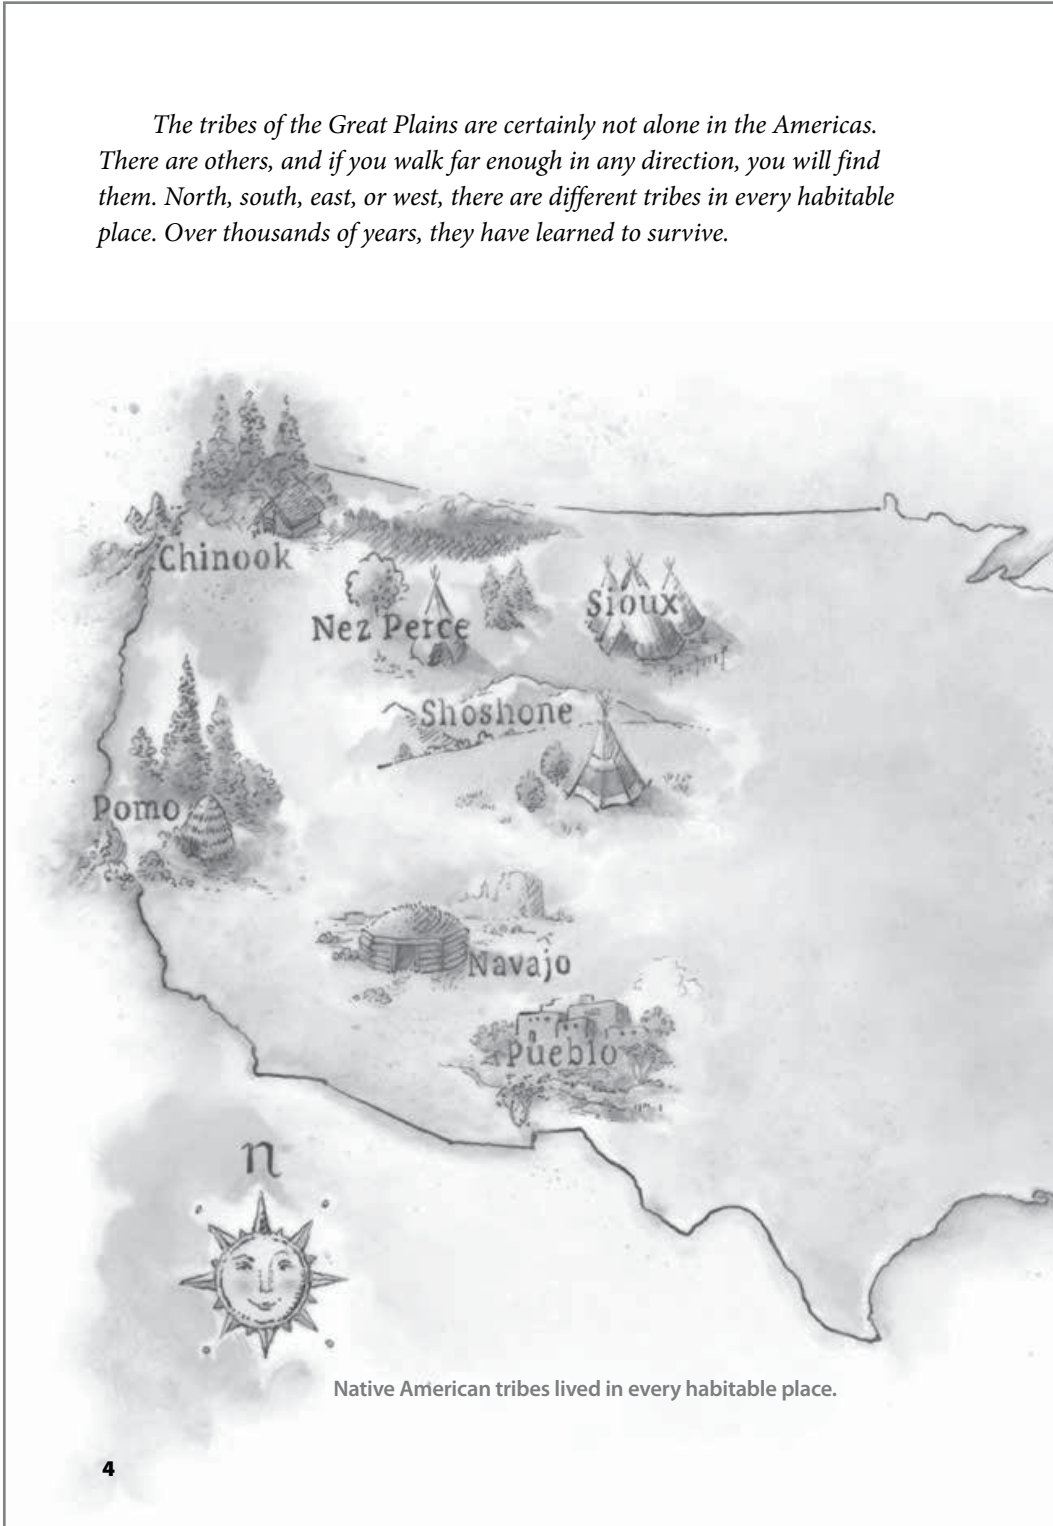 The tribes of the Great Plains are certainly not alone in the Americas.
There are others, and if you walk far enough in any direction, you will find
them. North, south, east, or west, there are different tribes in every habitable
place. Over thousands of years, they have learned to survive.
Chinook
Nez Perce
Sioux
Shoshone
Pomo
Navajo
Pueblo
n
Native American tribes lived in every habitable place.
4